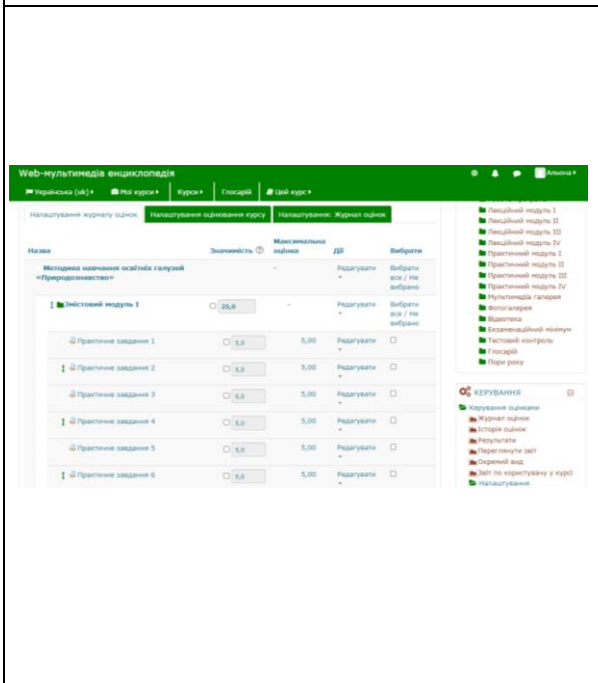 Web-мультимедіа енциклопедія
Альона
Українська (uk)
Мої курси
Курси
Глосарій
Цей курс
Налаштування журналу оцінок
Налаштування оцінювання курсу
Налаштування: Журнал оцінок
Назва
Значимість
Максимальна оцінка
Дії
Вибрати
Методика навчання освітніх галузей «Природознавство»
-
Редагувати
Вибрати все / Не вибрано
Змістовий модуль I
25,0
-
Редагувати
Вибрати все / Не вибрано
Практичне завдання 1
5,0
5,00
Редагувати
Практичне завдання 2
5,0
5,00
Редагувати
Практичне завдання 3
5,0
5,00
Редагувати
Практичне завдання 4
5,0
5,00
Редагувати
Практичне завдання 5
5,0
5,00
Редагувати
Практичне завдання 6
5,0
5,00
Редагувати
Лекційний модуль I
Лекційний модуль II
Лекційний модуль III
Лекційний модуль IV
Практичний модуль I
Практичний модуль II
Практичний модуль III
Практичний модуль IV
Мультимедіа галерея
Фотогалерея
Відеотека
Екзаменаційний мінімум
Тестовий контроль
Глосарій
Пори року
КЕРУВАННЯ
Керування оцінками
Журнал оцінок
Історія оцінок
Результати
Переглянути звіт
Окремий вид
Звіт по користувачу у курсі
Налаштування